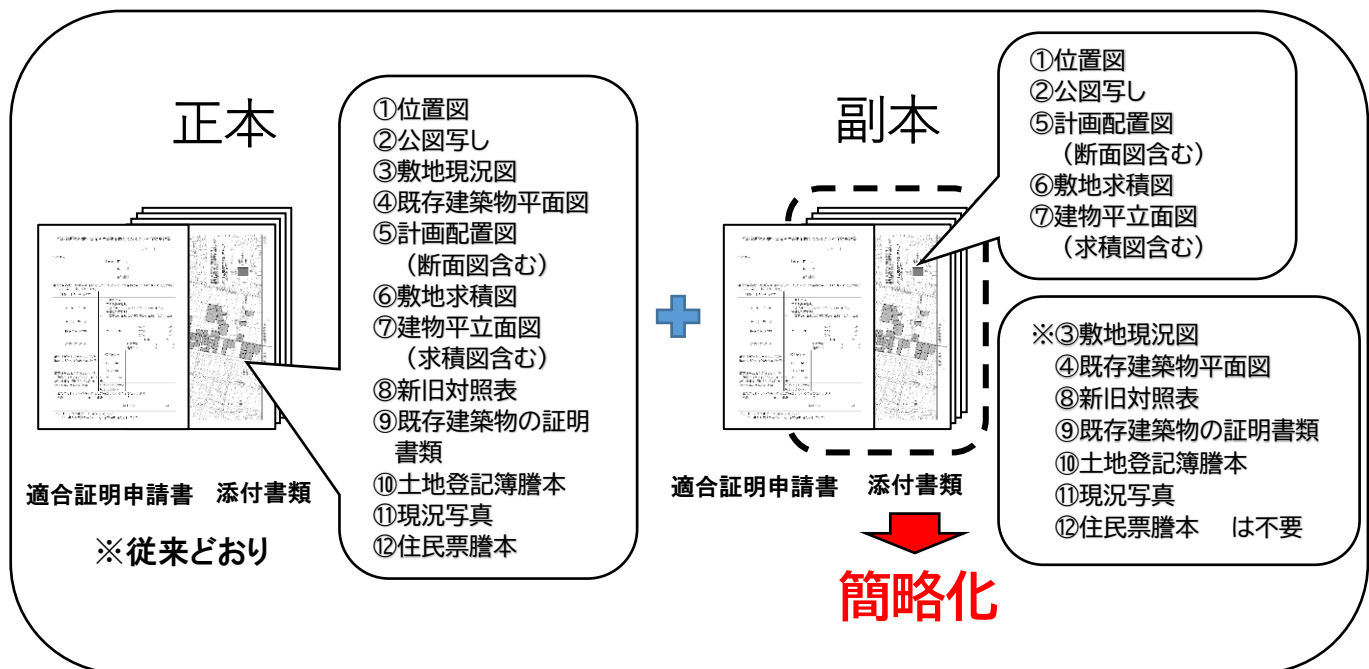 正本
①位置図
②公図写し
③敷地現況図
④既存建築物平面図
⑤計画配置図
（断面図含む）
⑥敷地求積図
⑦建物平立面図
（求積図含む）
⑧新旧対照表
⑨既存建築物の証明
書類
⑩土地登記簿謄本
⑪現況写真
⑫住民票謄本
適合証明申請書 添付書類
※従来どおり
副本
①位置図
②公図写し
⑤計画配置図
（断面図含む）
⑥敷地求積図
⑦建物平立面図
（求積図含む）
※③敷地現況図
④既存建築物平面図
⑧新旧対照表
⑨既存建築物の証明書類
⑩土地登記簿謄本
⑪現況写真
⑫住民票謄本 は不要
適合証明申請書 添付書類
簡略化